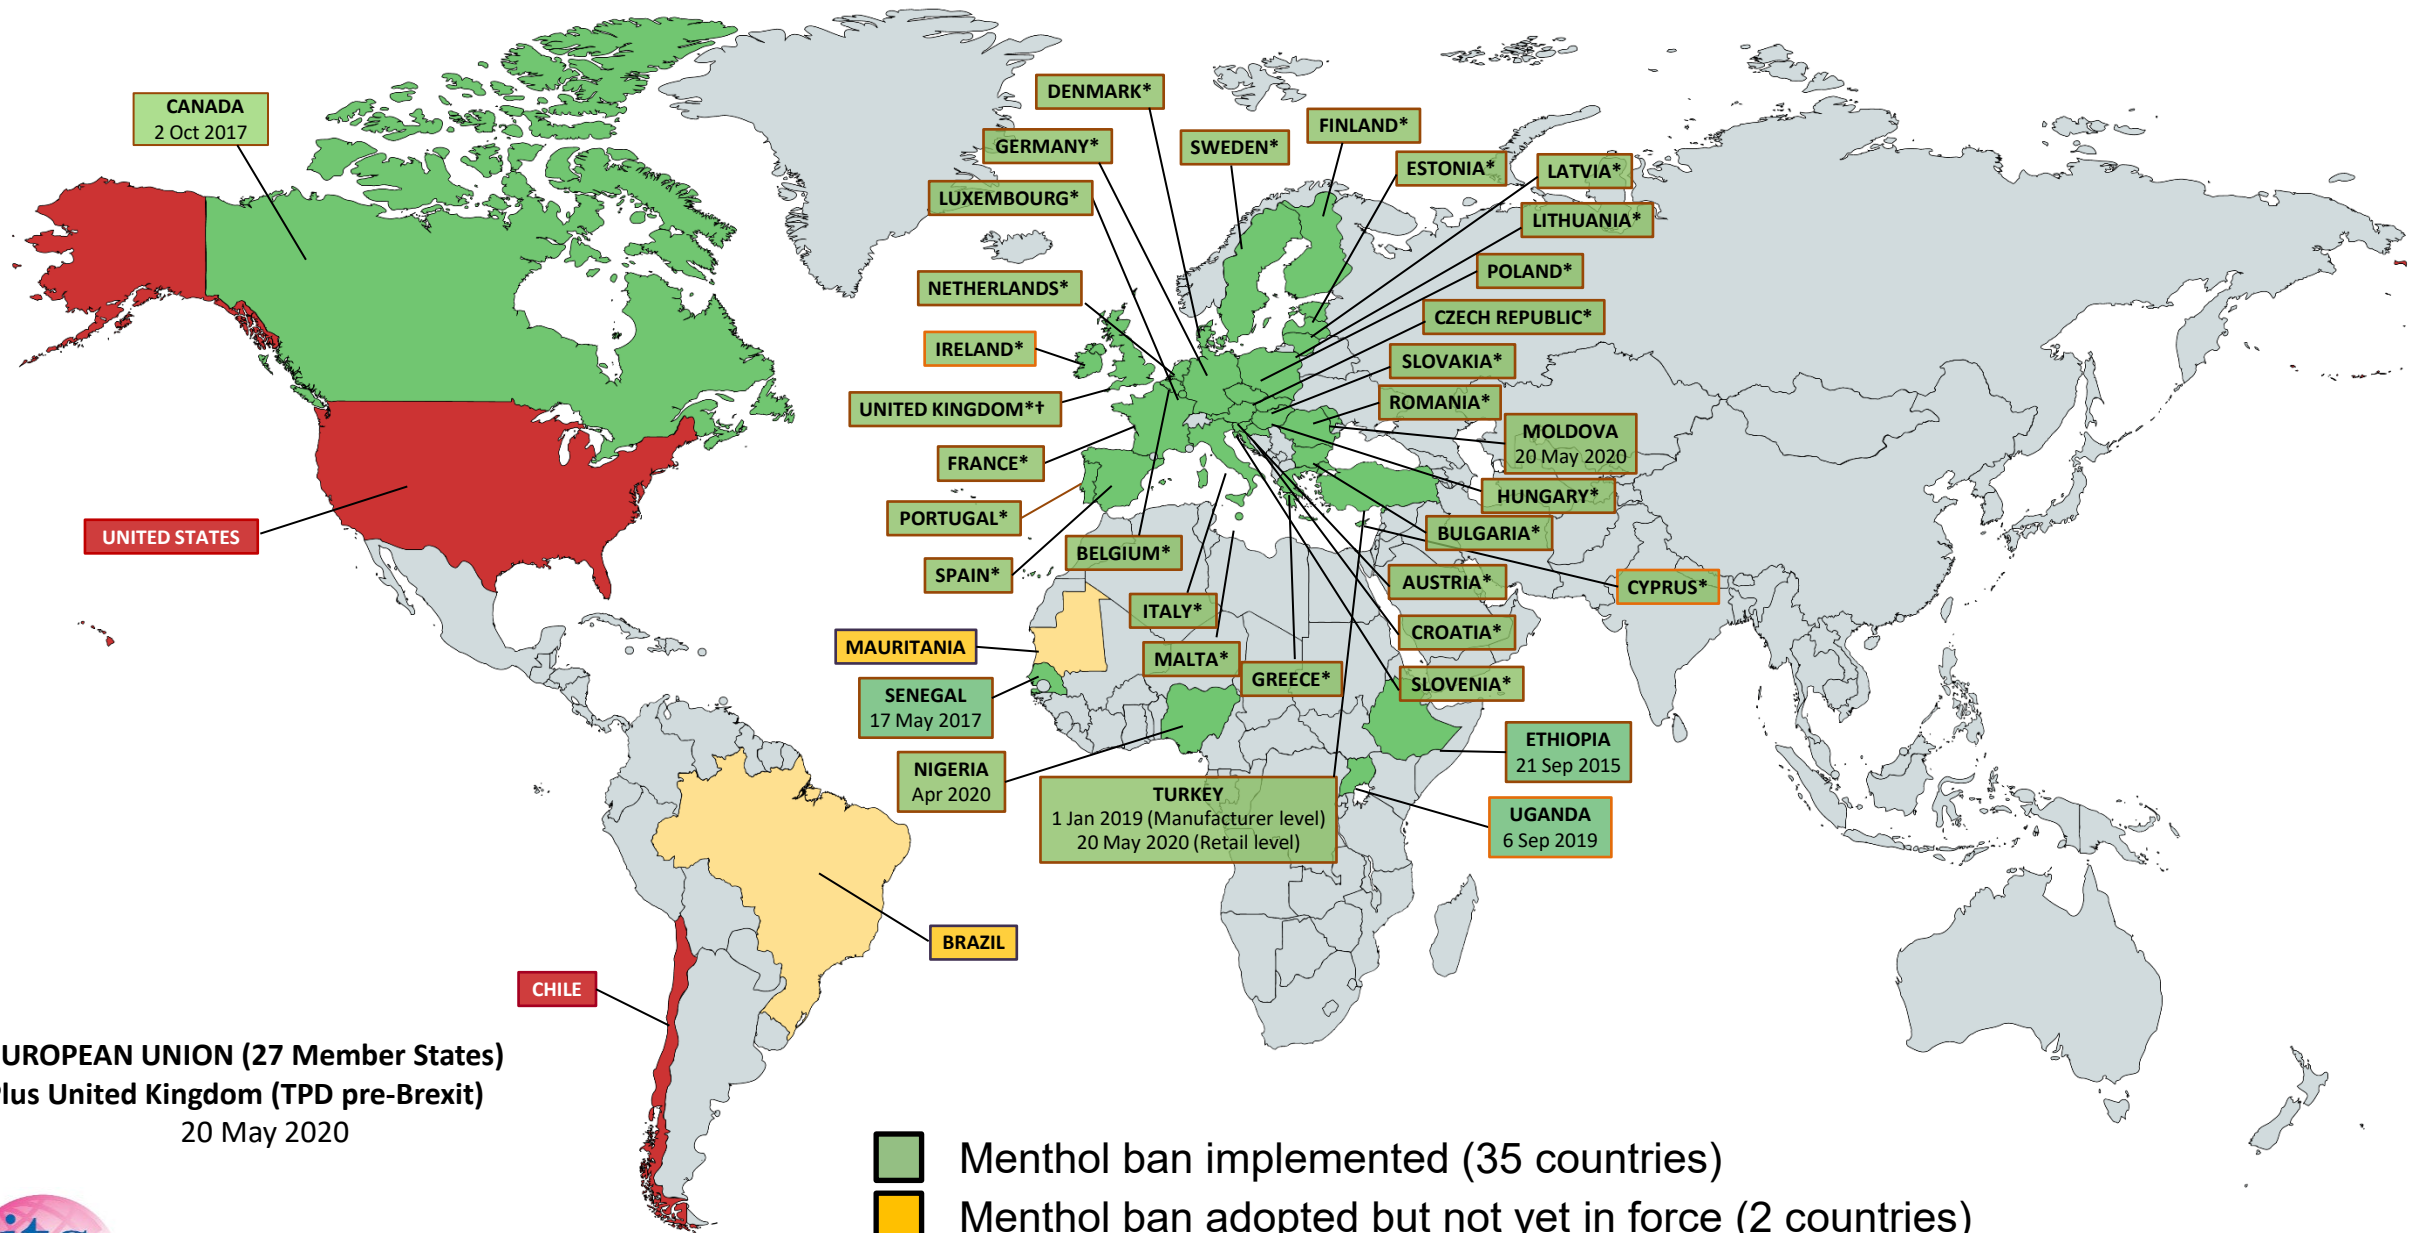 CANADA
2 Oct 2017
DENMARK*
FINLAND*
GERMANY*
SWEDEN*
ESTONIA*
LATVIA*
LUXEMBOURG*
LITHUANIA*
NETHERLANDS*
POLAND*
CZECH REPUBLIC*
IRELAND*
SLOVAKIA*
UNITED KINGDOM*†
ROMANIA*
MOLDOVA
20 May 2020
FRANCE*
HUNGARY*
PORTUGAL*
BULGARIA*
UNITED STATES
BELGIUM*
SPAIN*
AUSTRIA*
CYPRUS*
ITALY*
CROATIA*
MAURITANIA
MALTA*
GREECE*
SLOVENIA*
SENEGAL
17 May 2017
ETHIOPIA
21 Sep 2015
NIGERIA
Apr 2020
TURKEY
1 Jan 2019 (Manufacturer level)
20 May 2020 (Retail level)
UGANDA
6 Sep 2019
BRAZIL
CHILE
UROPEAN UNION (27 Member States)
lus United Kingdom (TPD pre-Brexit)
20 May 2020
Menthol ban implemented (35 countries)
Menthol ban adopted but not yet in force (2 countries)